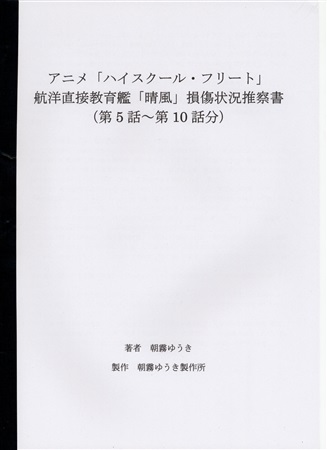 アニメ「ハイスクール・フリート」
航洋直接教育艦「晴風」損傷状況推察書
(第5話～第10話分)
著者 朝霧ゆうき
製作 朝霧ゆうき製作所